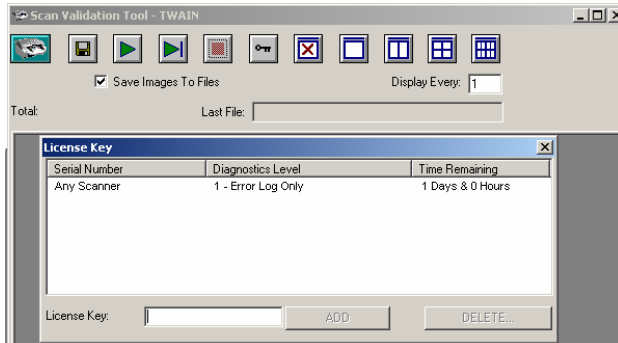 Scan Validation Tool - TWAIN
Save Images To Files
Display Every: 1
Total:
Last File:
License Key
Serial Number Diagnostics Level Time Remaining
Any Scanner 1 - Error Log Only 1 Days & 0 Hours
License Key: ADD DELETE...